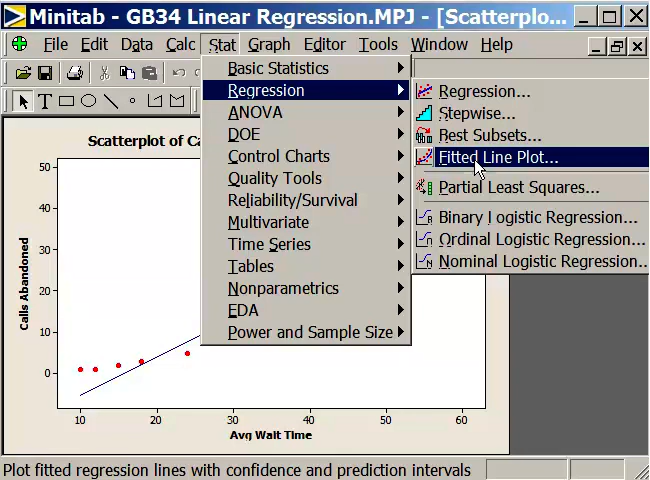 Minitab - GB34 Linear Regression.MPJ - [Scatterplo...
File Edit Data Calc Stat Graph Editor Tools Window Help
Basic Statistics
Regression
ANOVA
DOE
Control Charts
Quality Tools
Reliability/Survival
Multivariate
Time Series
Tables
Nonparametrics
EDA
Power and Sample Size
Regression...
Stepwise...
Best Subsets...
Fitted Line Plot...
Partial Least Squares...
Binary Logistic Regression...
Ordinal Logistic Regression...
Nominal Logistic Regression..
T
Scatterplot of Ca
Calls Abandoned
50
40
30
20
10
0
10 20 30 40 50 60
Avg Wait Time
Plot fitted regression lines with confidence and prediction intervals